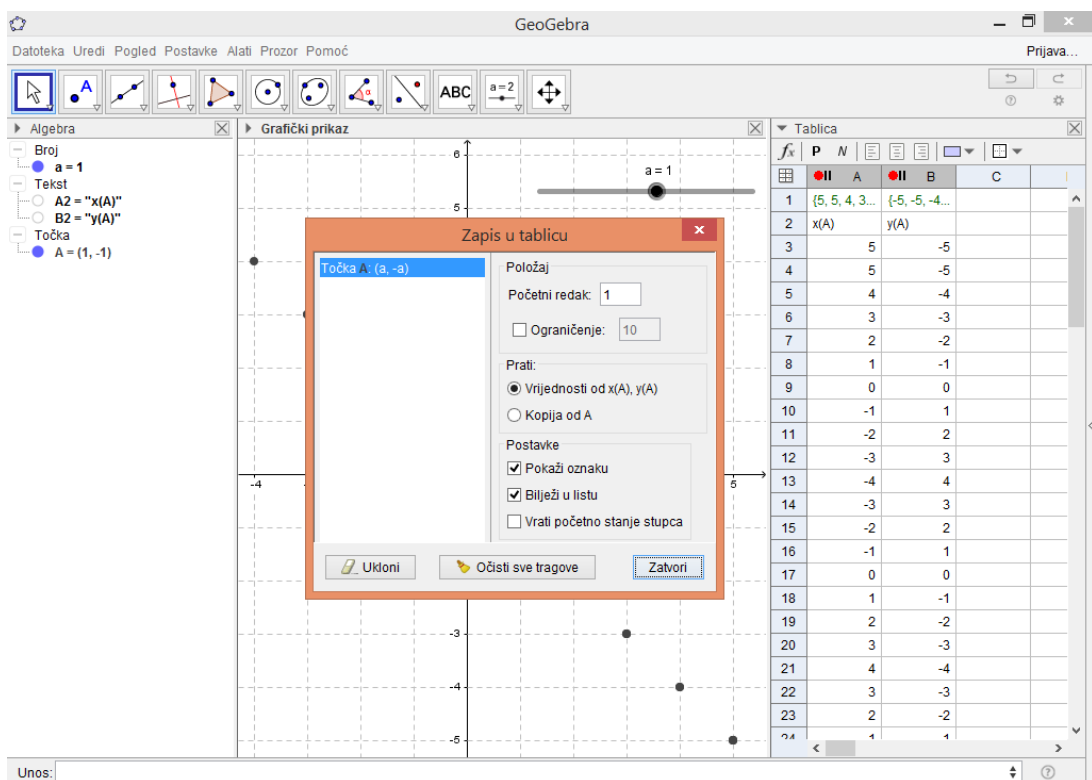 GeoGebra
Datoteka Uredi Pogled Postavke Alati Prozor Pomoć Prijava...
A α ABC a = 2
Algebra
Broj
a = 1
Tekst
A2 = "x(A)"
B2 = "y(A)"
Točka
A = (1, -1)
Grafički prikaz
a = 1
6
5
-4
5
-3
-4
-5
Zapis u tablicu
Točka A: (a, -a)
Položaj
Početni redak: 1
Ograničenje: 10
Prati:
Vrijednosti od x(A), y(A)
Kopija od A
Postavke
Pokaži oznaku
Bilježi u listu
Vrati početno stanje stupca
Ukloni Očisti sve tragove Zatvori
Tablica
fx P N
A B C
1 {5, 5, 4, 3... {-5, -5, -4...
2 x(A) y(A)
3 5 -5
4 5 -5
5 4 -4
6 3 -3
7 2 -2
8 1 -1
9 0 0
10 -1 1
11 -2 2
12 -3 3
13 -4 4
14 -3 3
15 -2 2
16 -1 1
17 0 0
18 1 -1
19 2 -2
20 3 -3
21 4 -4
22 3 -3
23 2 -2
Unos: